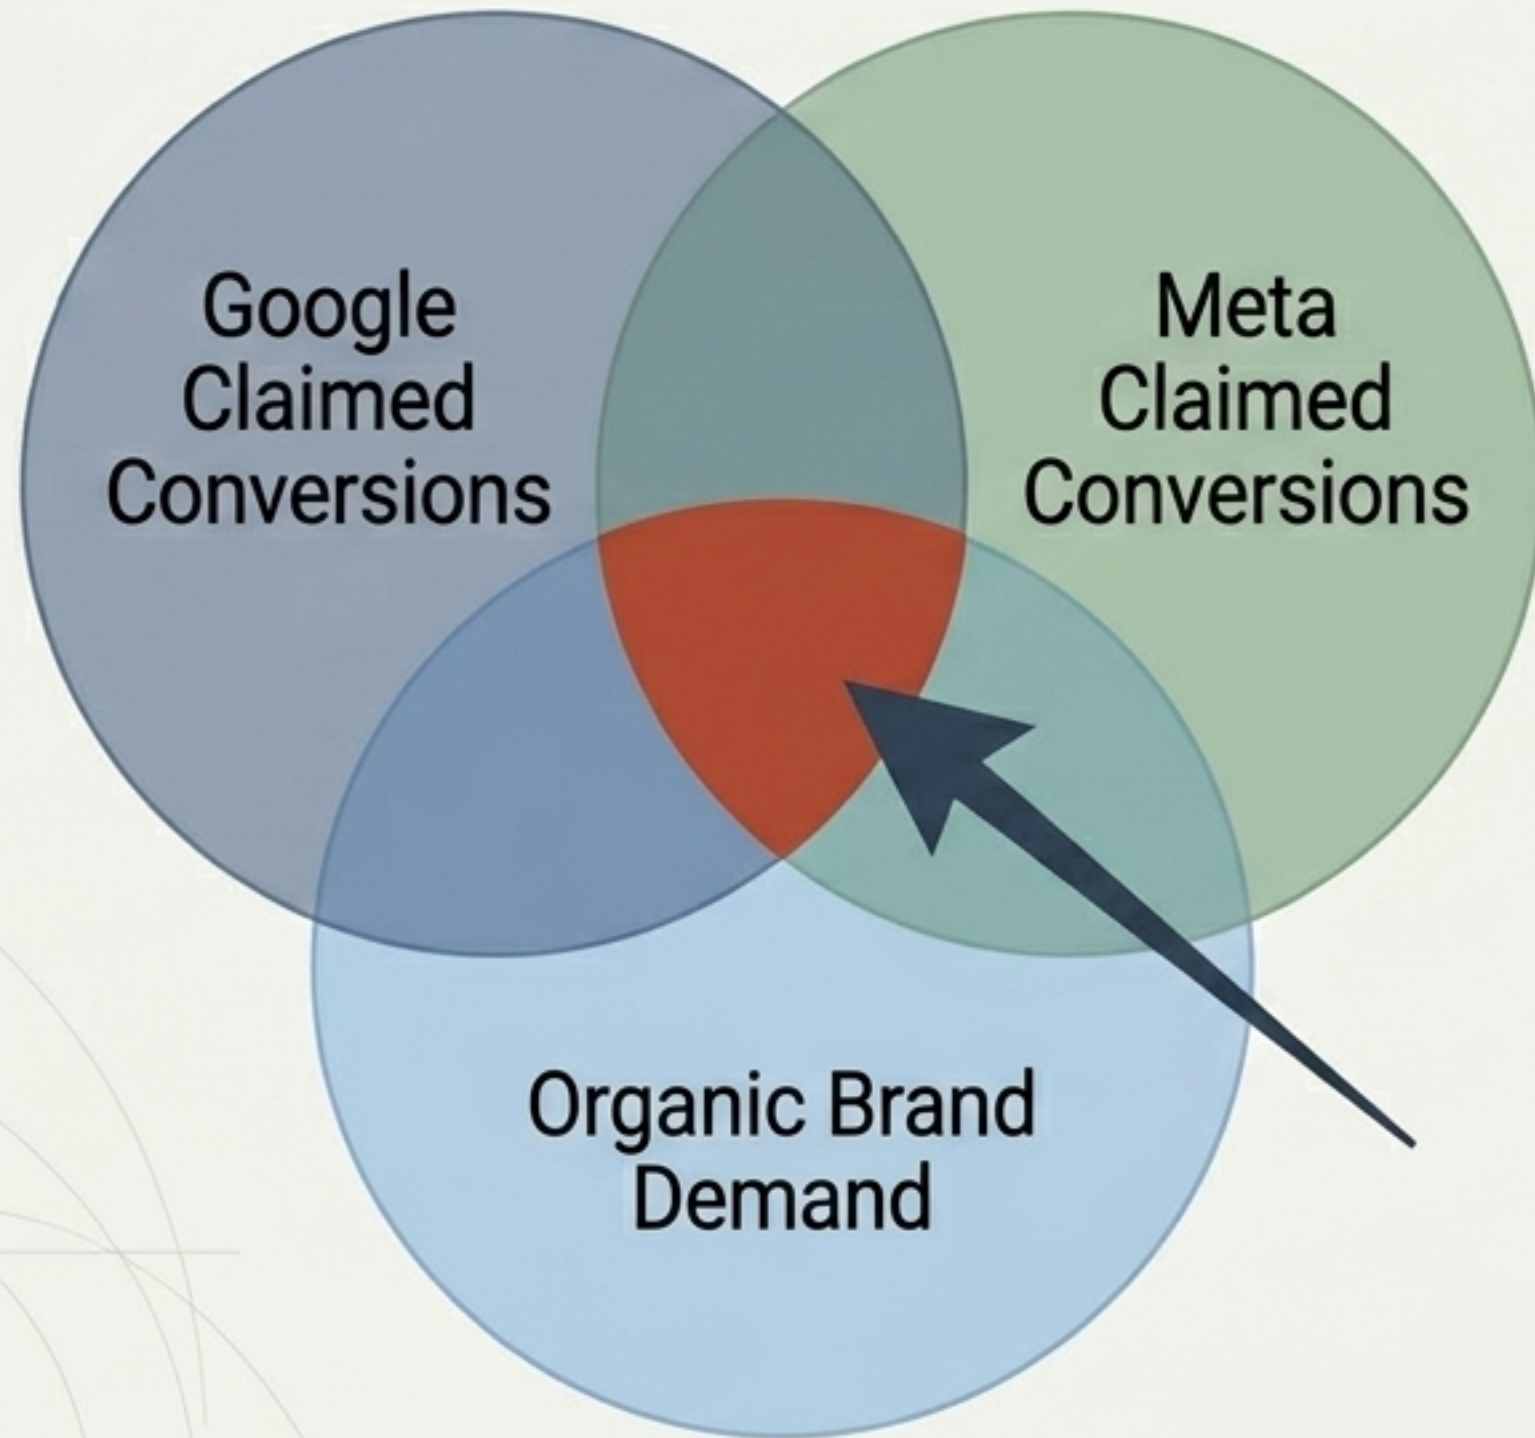 Google
Claimed
Conversions
Meta
Claimed
Conversions
Organic Brand
Demand